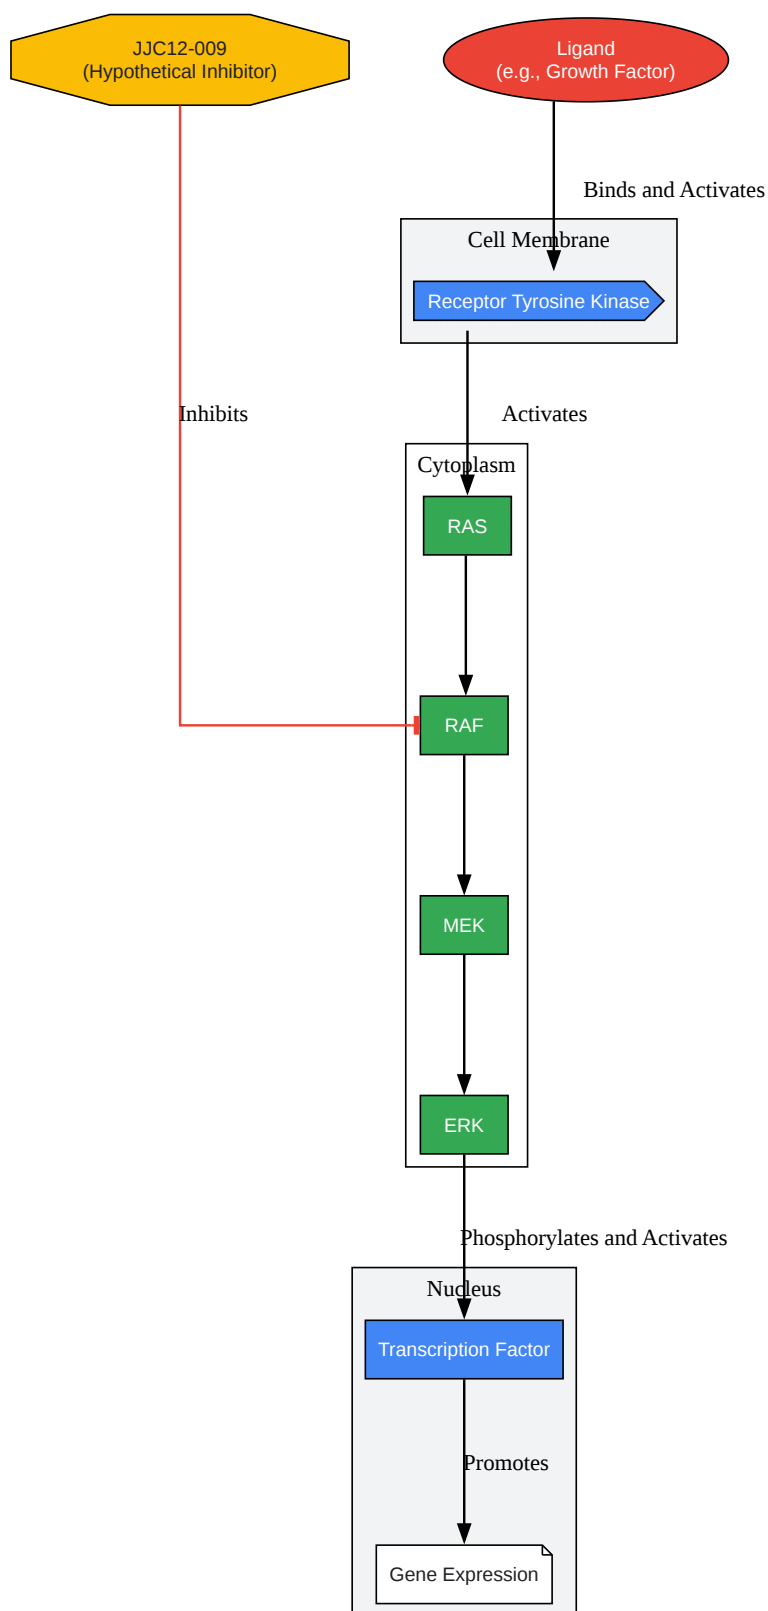 JJC12-009
(Hypothetical Inhibitor)
Ligand
(e.g., Growth Factor)
Binds and Activates
Cell Membrane
Receptor Tyrosine Kinase
Inhibits
Activates
Cytoplasm
RAS
RAF
MEK
ERK
Phosphorylates and Activates
Nucleus
Transcription Factor
Promotes
Gene Expression